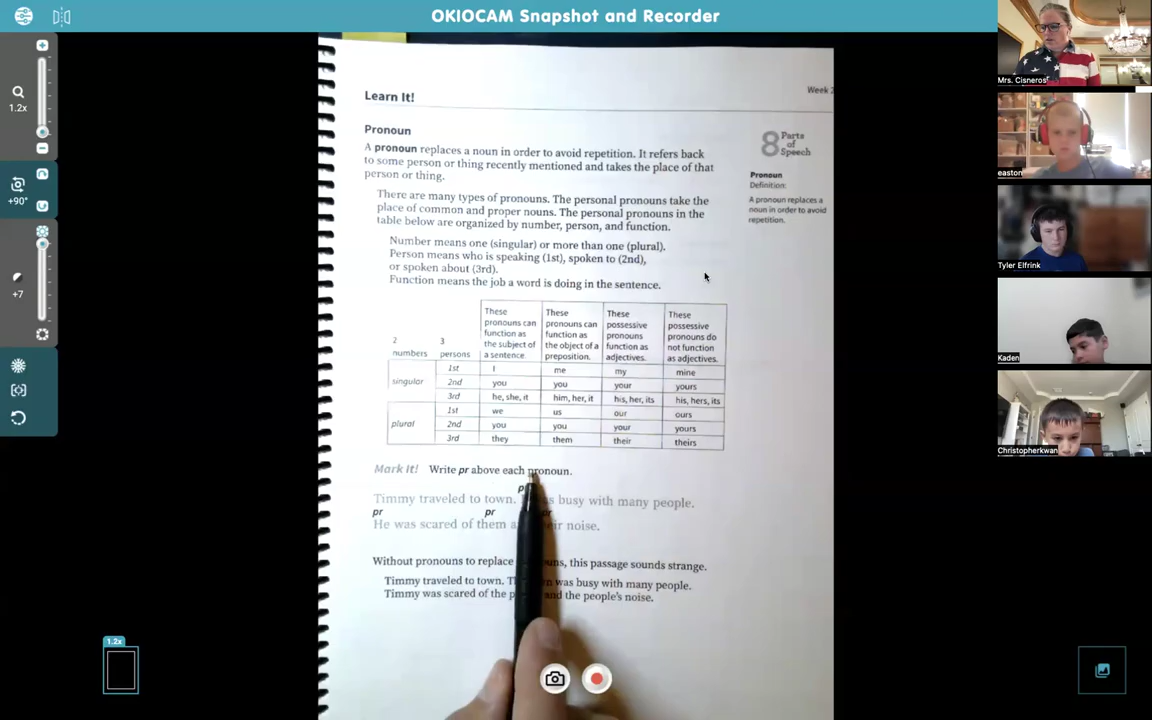 OKIOCAM Snapshot and Recorder
1.2x
+90°
+7
1.2x
Learn It!
Week
8 Parts of Speech
Pronoun
A pronoun replaces a noun in order to avoid repetition. It refers back
to some person or thing recently mentioned and takes the place of that
person or thing.
Pronoun
Definition:
A pronoun replaces a
noun in order to avoid
repetition.
There are many types of pronouns. The personal pronouns take the
place of common and proper nouns. The personal pronouns in the
table below are organized by number, person, and function.
Number means one (singular) or more than one (plural).
Person means who is speaking (1st), spoken to (2nd),
or spoken about (3rd).
Function means the job a word is doing in the sentence.
2 numbers
3 persons
These pronouns can function as the subject of a sentence
These pronouns can function as the object of a preposition.
These possessive pronouns function as adjectives.
These possessive pronouns do not function as adjectives.
singular
1st I me my mine
2nd you you your yours
3rd he, she, it him, her, it his, her, its his, hers, its
plural
1st we us our ours
2nd you you your yours
3rd they them their theirs
Mark It! Write pr above each pronoun.
Timmy traveled to town. busy with many people.
pr pr
He was scared of them noise.
Without pronouns to replace this passage sounds strange.
Timmy traveled to town. was busy with many people.
Timmy was scared of the and the people's noise.
Mrs. Cisneros
easton
Tyler Elfrink
Kaden
Christopherkwan